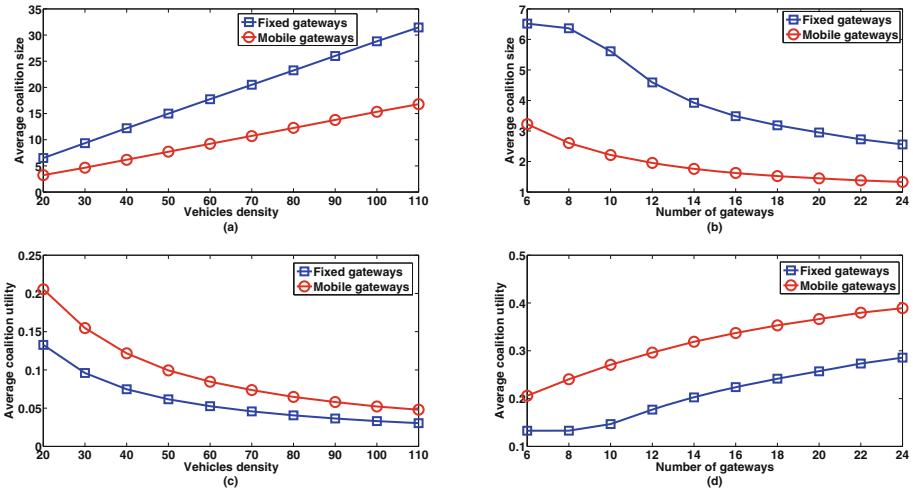 35
30
25
20
15
10
5
0
Average coalition size
Fixed gateways
Mobile gateways
20 30 40 50 60 70 80 90 100 110
Vehicles density
(a)
7
6
5
4
3
2
1
Average coalition size
Fixed gateways
Mobile gateways
6 8 10 12 14 16 18 20 22 24
Number of gateways
(b)
0.25
0.2
0.15
0.1
0.05
0
Average coalition utility
Fixed gateways
Mobile gateways
20 30 40 50 60 70 80 90 100 110
Vehicles density
(c)
0.5
0.4
0.3
0.2
0.1
Average coalition utility
Fixed gateways
Mobile gateways
6 8 10 12 14 16 18 20 22 24
Number of gateways
(d)